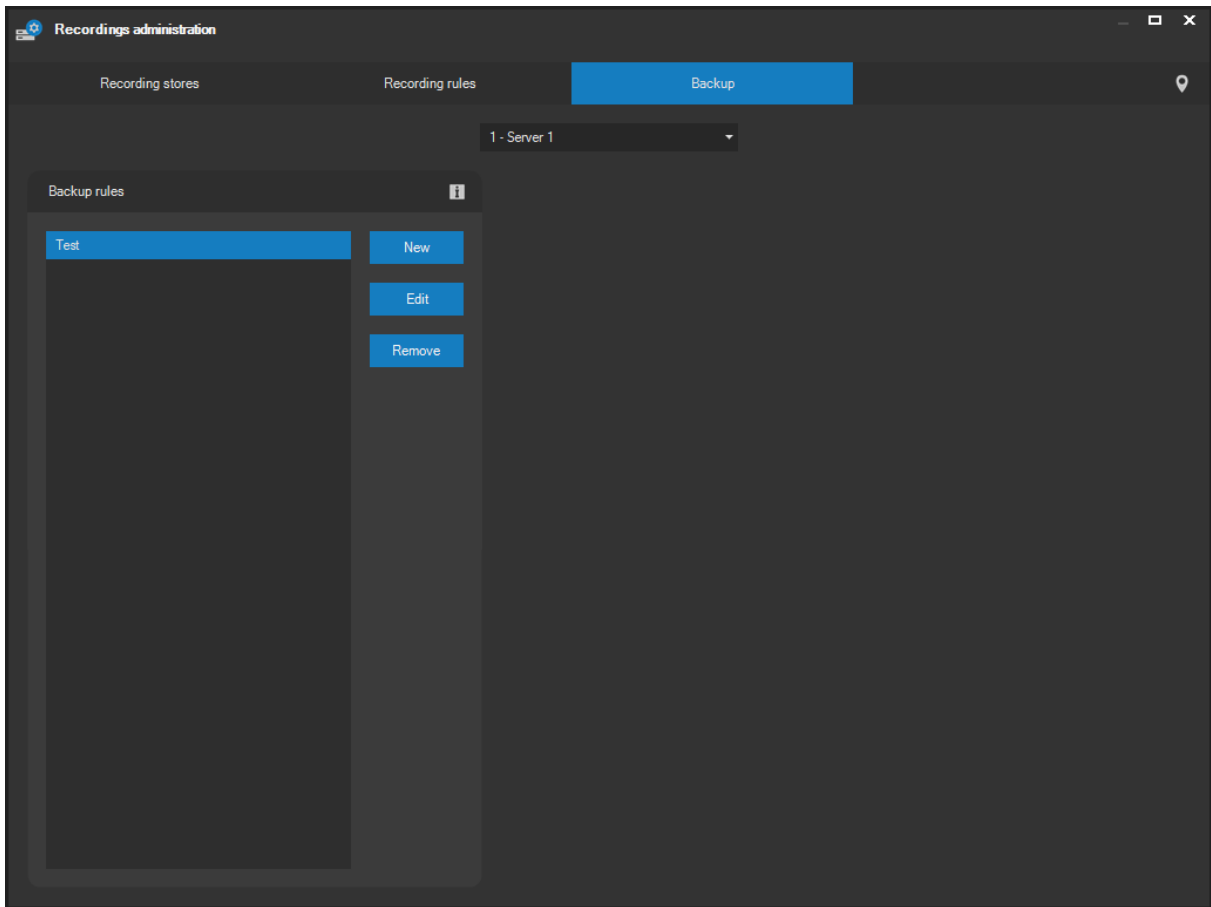 Recordings administration
Recording stores
Recording rules
Backup
1 - Server 1
Backup rules
Test
New
Edit
Remove